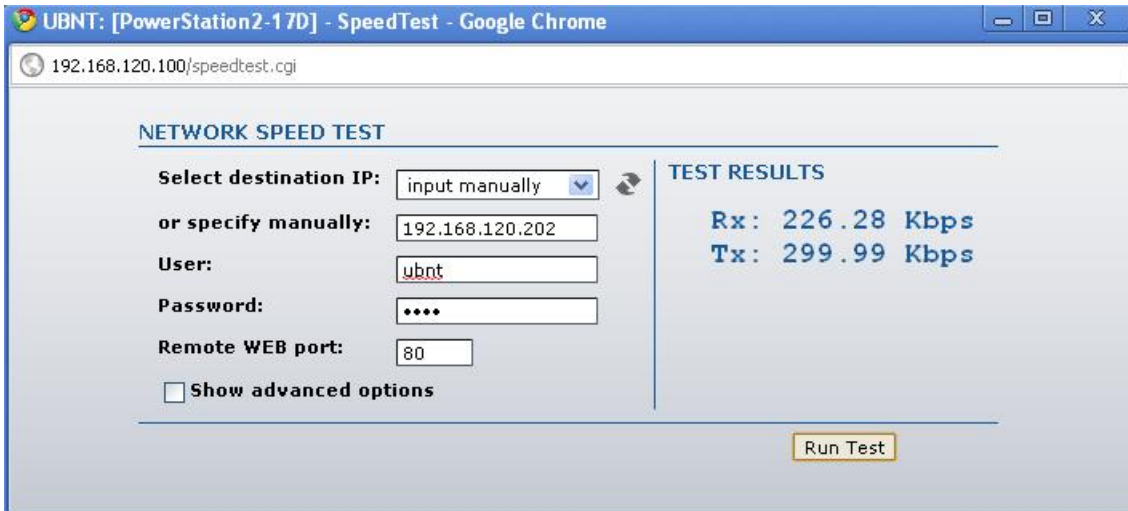 UBNT: [PowerStation2-17D] - SpeedTest - Google Chrome
192.168.120.100/speedtest.cgi
NETWORK SPEED TEST
Select destination IP: input manually
or specify manually: 192.168.120.202
User: ubnt
Password: ••••
Remote WEB port: 80
Show advanced options
TEST RESULTS
Rx: 226.28 Kbps
Tx: 299.99 Kbps
Run Test